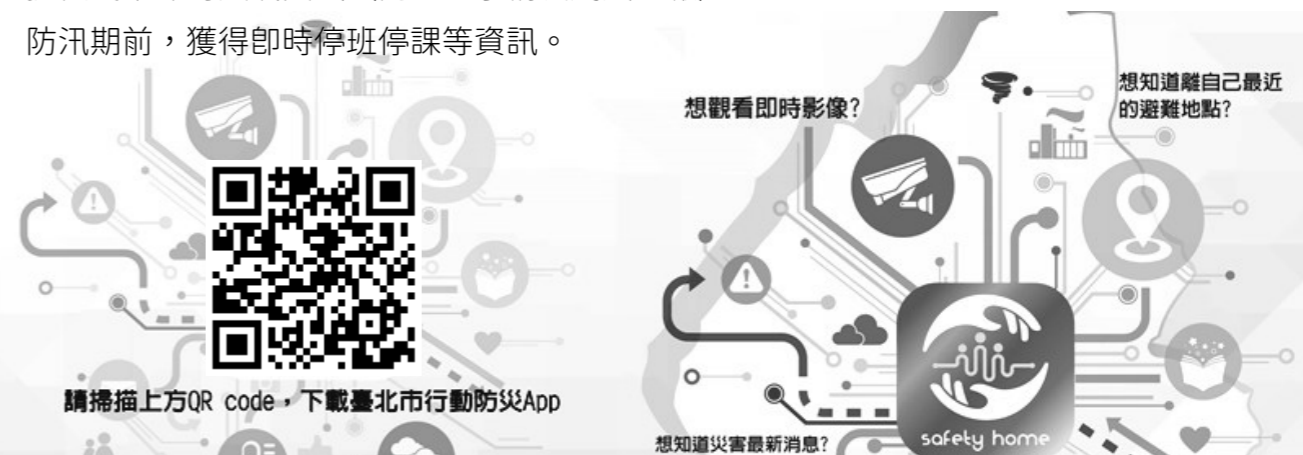 防汛期前，獲得即時停班停課等資訊。
請掃描上方QR code，下載臺北市行動防災App
想觀看即時影像?
想知道離自己最近
的避難地點?
想知道災害最新消息?
safety home